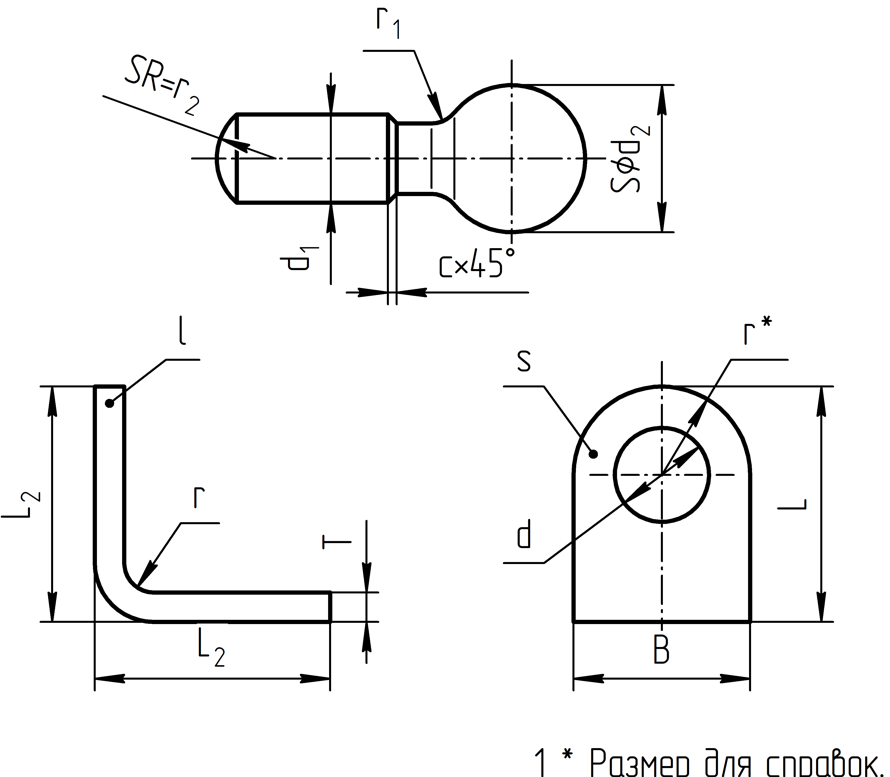 r₁
SR=r₂
Sφd₂
d₁
c×45°
l
r*
s
L₂
r
T
d
L
L₂
B
1 * Размер для справок.